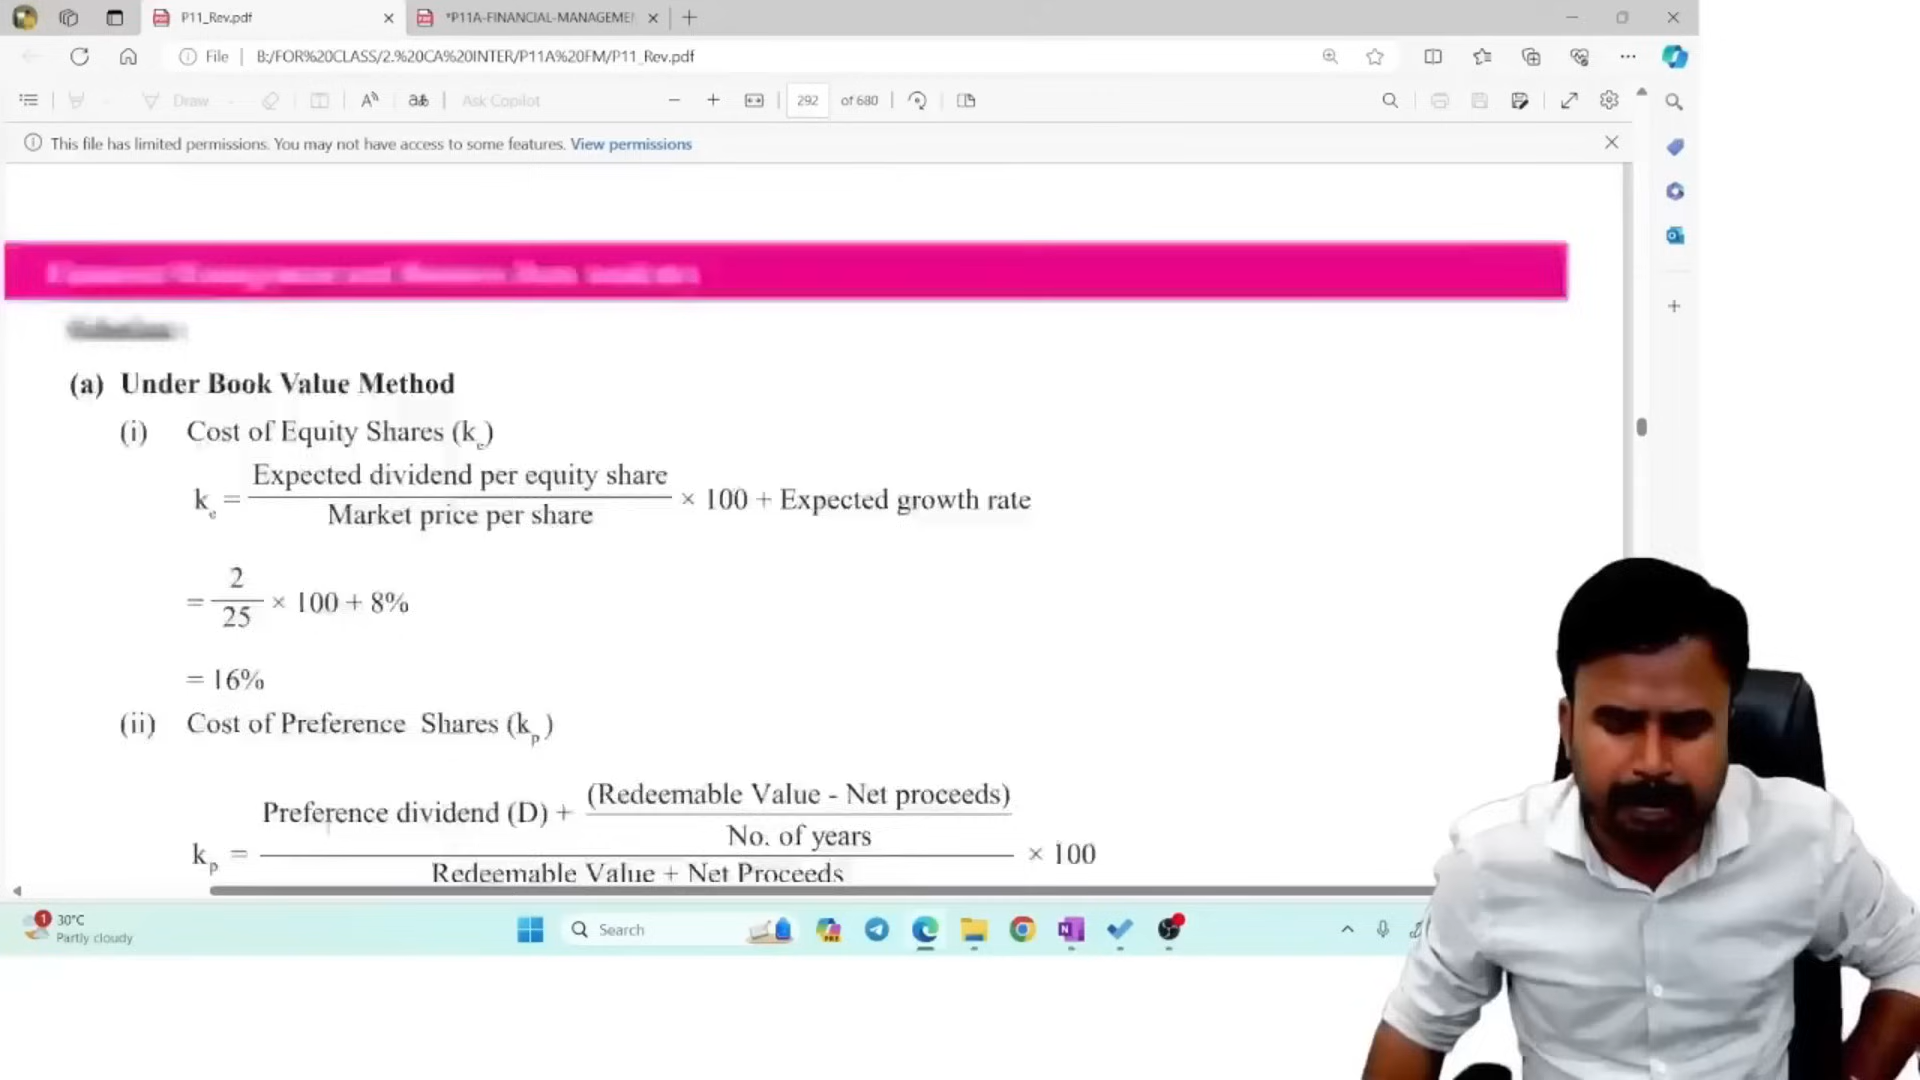 P11_Rev.pdf
*P11A-FINANCIAL-MANAGEMEN
File
B:/FOR%20CLASS/2.%20CA%20INTER/P11A%20FM/P11_Rev.pdf
Draw
Ask Copilot
292 of 680
This file has limited permissions. You may not have access to some features. View permissions
(a) Under Book Value Method
(i) Cost of Equity Shares (ke)
ke = Expected dividend per equity share / Market price per share × 100 + Expected growth rate
= 2 / 25 × 100 + 8%
= 16%
(ii) Cost of Preference Shares (kp)
(Redeemable Value - Net proceeds)
Preference dividend (D) +
No. of years
kp = × 100
Redeemable Value + Net Proceeds
1
30°C
Partly cloudy
Search